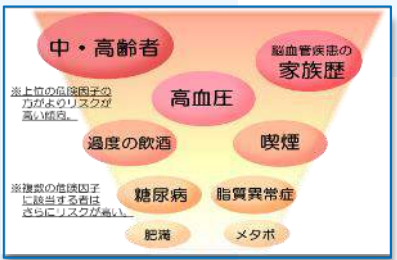 中・高齢者
脳血管疾患の
家族歴
高血圧
※上位の危険因子の
方がよりリスクが
高い傾向。
過度の飲酒
喫煙
※複数の危険因子
に該当する者は
さらにリスクが高い。
糖尿病
脂質異常症
肥満
メタボ